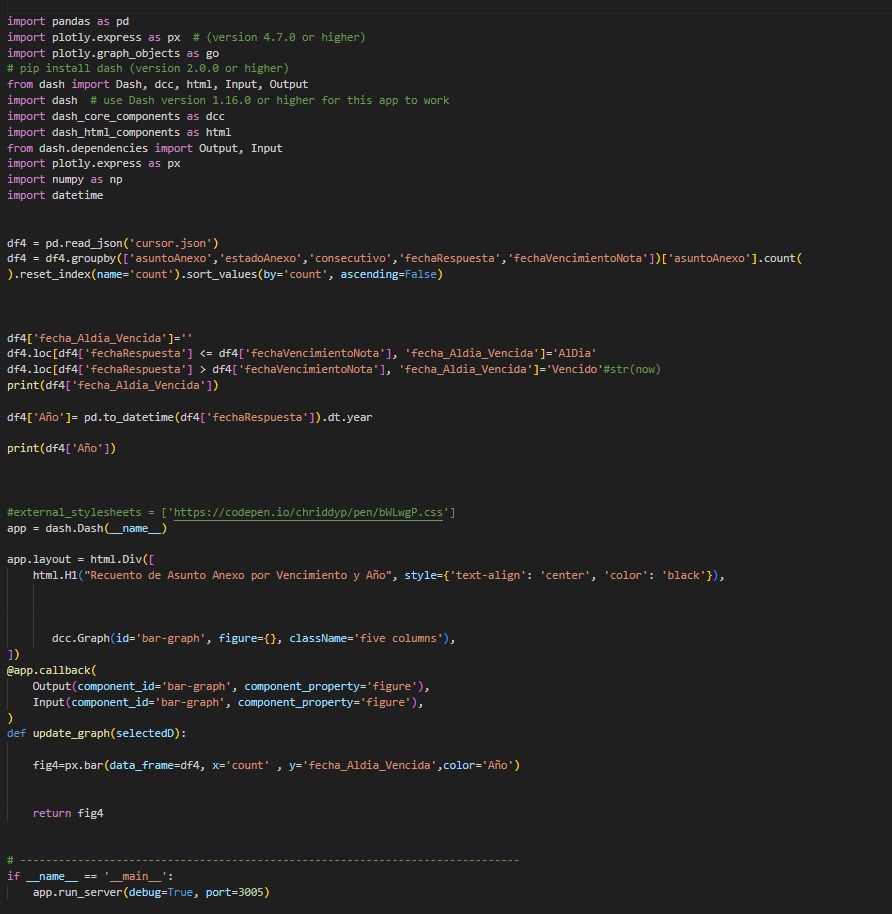 import pandas as pd
import plotly.express as px  # (version 4.7.0 or higher)
import plotly.graph_objects as go
# pip install dash (version 2.0.0 or higher)
from dash import Dash, dcc, html, Input, Output
import dash  # use Dash version 1.16.0 or higher for this app to work
import dash_core_components as dcc
import dash_html_components as html
from dash.dependencies import Output, Input
import plotly.express as px
import numpy as np
import datetime
df4 = pd.read_json('cursor.json')
df4 = df4.groupby(['asuntoAnexo','estadoAnexo','consecutivo','fechaRespuesta','fechaVencimientoNota'])['asuntoAnexo'].count(
).reset_index(name='count').sort_values(by='count', ascending=False)
df4['fecha_Aldia_Vencida']=''
df4.loc[df4['fechaRespuesta'] <= df4['fechaVencimientoNota'], 'fecha_Aldia_Vencida']='AlDia'
df4.loc[df4['fechaRespuesta'] > df4['fechaVencimientoNota'], 'fecha_Aldia_Vencida']='Vencido'#str(now)
print(df4['fecha_Aldia_Vencida'])
df4['Año']= pd.to_datetime(df4['fechaRespuesta']).dt.year
print(df4['Año'])
#external_stylesheets = ['https://codepen.io/chriddyp/pen/bWLwgP.css']
app = dash.Dash(__name__)
app.layout = html.Div([
    html.H1("Recuento de Asunto Anexo por Vencimiento y Año", style={'text-align': 'center', 'color': 'black'}),
       dcc.Graph(id='bar-graph', figure={}, className='five columns'),
])
@app.callback(
    Output(component_id='bar-graph', component_property='figure'),
    Input(component_id='bar-graph', component_property='figure'),
)
def update_graph(selectedD):
    fig4=px.bar(data_frame=df4, x='count' , y='fecha_Aldia_Vencida',color='Año')
    return fig4
# ------------------------------------------------------------------------------
if __name__ == '__main__':
    app.run_server(debug=True, port=3005)